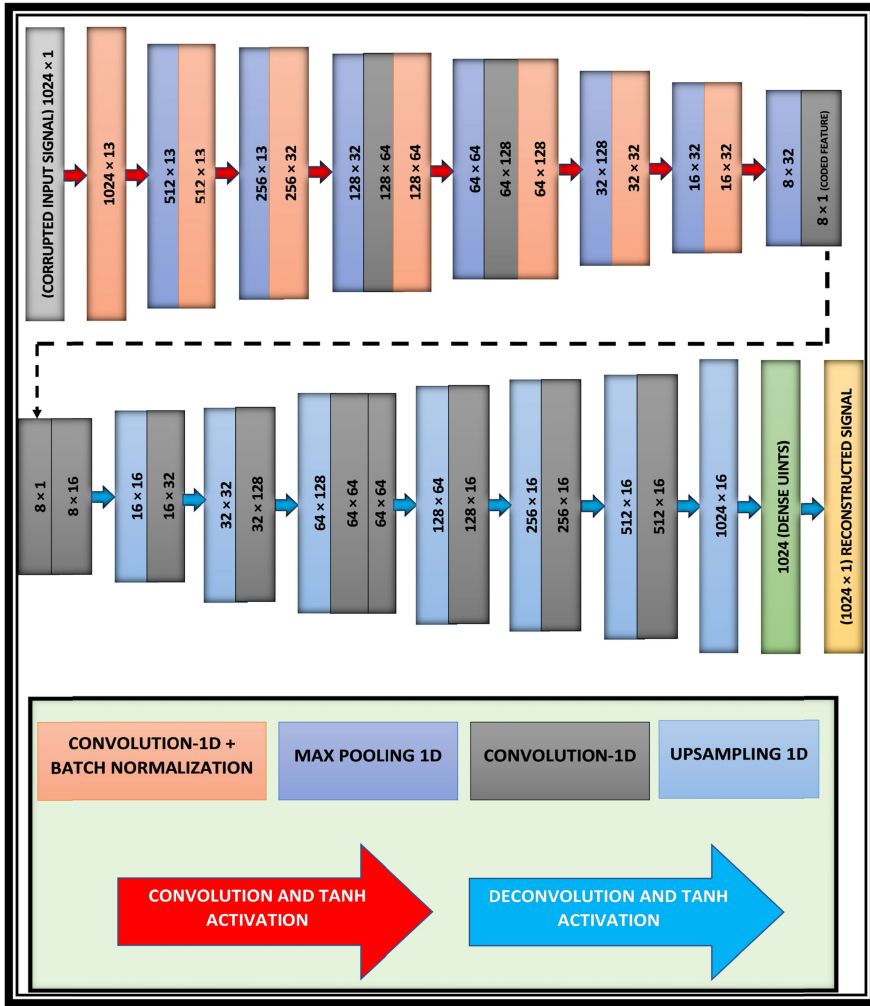 (CORRUPTED INPUT SIGNAL) 1024 × 1
1024 × 13
512 × 13
512 × 13
256 × 13
256 × 32
128 × 32
128 × 64
128 × 64
64 × 64
64 × 128
64 × 128
32 × 128
32 × 32
16 × 32
16 × 32
8 × 32
8 × 1 (CODED FEATURE)
8 × 1
8 × 16
16 × 16
16 × 32
32 × 32
32 × 128
64 × 128
64 × 64
64 × 64
128 × 64
128 × 16
256 × 16
256 × 16
512 × 16
512 × 16
1024 × 16
1024 (DENSE UINTS)
(1024 × 1) RECONSTRUCTED SIGNAL
CONVOLUTION-1D +
BATCH NORMALIZATION
MAX POOLING 1D
CONVOLUTION-1D
UPSAMPLING 1D
CONVOLUTION AND TANH
ACTIVATION
DECONVOLUTION AND TANH
ACTIVATION